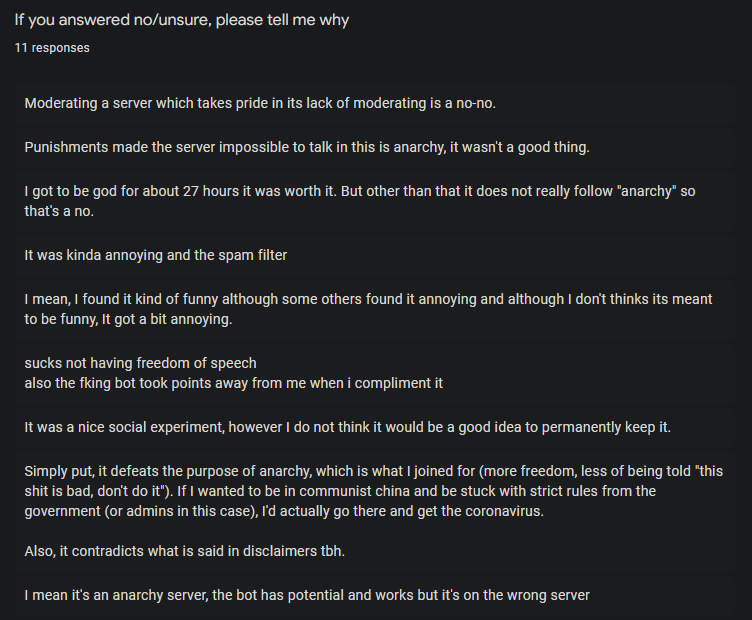 If you answered no/unsure, please tell me why
11 responses
Moderating a server which takes pride in its lack of moderating is a no-no.
Punishments made the server impossible to talk in this is anarchy, it wasn't a good thing.
I got to be god for about 27 hours it was worth it. But other than that it does not really follow "anarchy" so
that's a no.
It was kinda annoying and the spam filter
I mean, I found it kind of funny although some others found it annoying and although I don't thinks its meant
to be funny, It got a bit annoying.
sucks not having freedom of speech
also the fking bot took points away from me when i compliment it
It was a nice social experiment, however I do not think it would be a good idea to permanently keep it.
Simply put, it defeats the purpose of anarchy, which is what I joined for (more freedom, less of being told "this
shit is bad, don't do it"). If I wanted to be in communist china and be stuck with strict rules from the
government (or admins in this case), I'd actually go there and get the coronavirus.
Also, it contradicts what is said in disclaimers tbh.
I mean it's an anarchy server, the bot has potential and works but it's on the wrong server